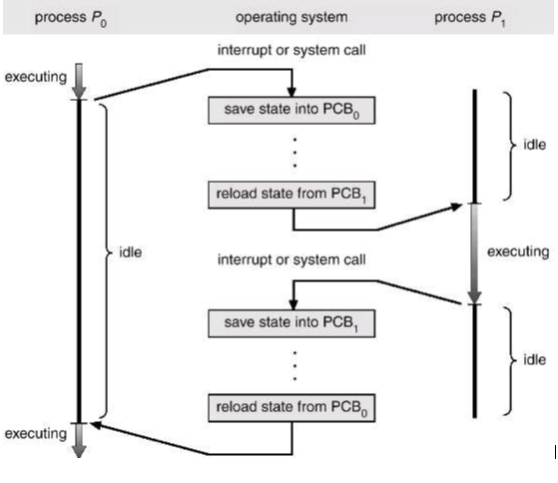 process P0 operating system process P1
interrupt or system call
executing
save state into PCB0
idle
reload state from PCB1
idle
interrupt or system call
executing
save state into PCB1
idle
reload state from PCB0
executing